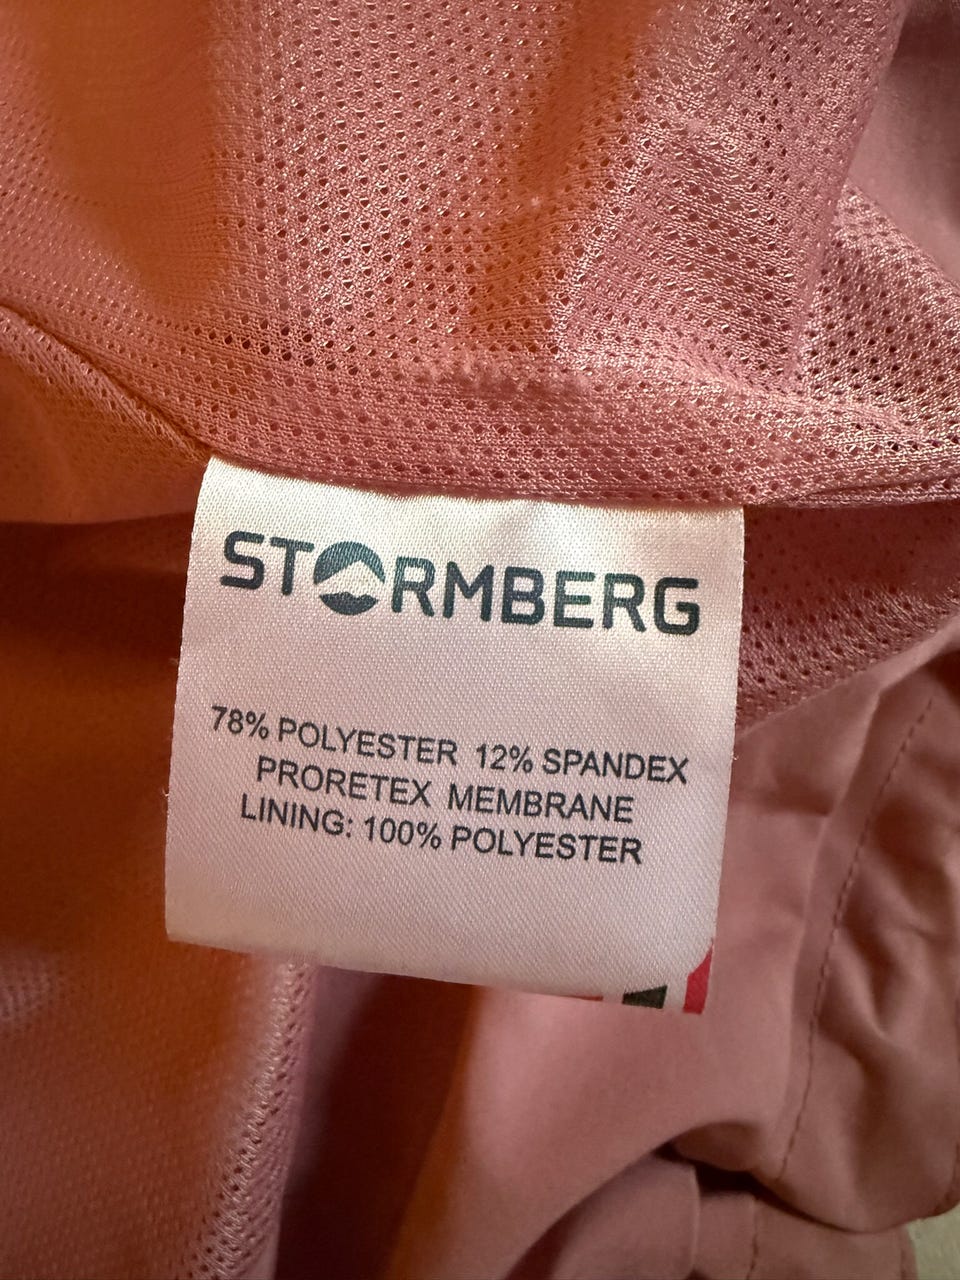 STORMBERG
78% POLYESTER 12% SPANDEX
PRORETEX MEMBRANE
LINING: 100% POLYESTER